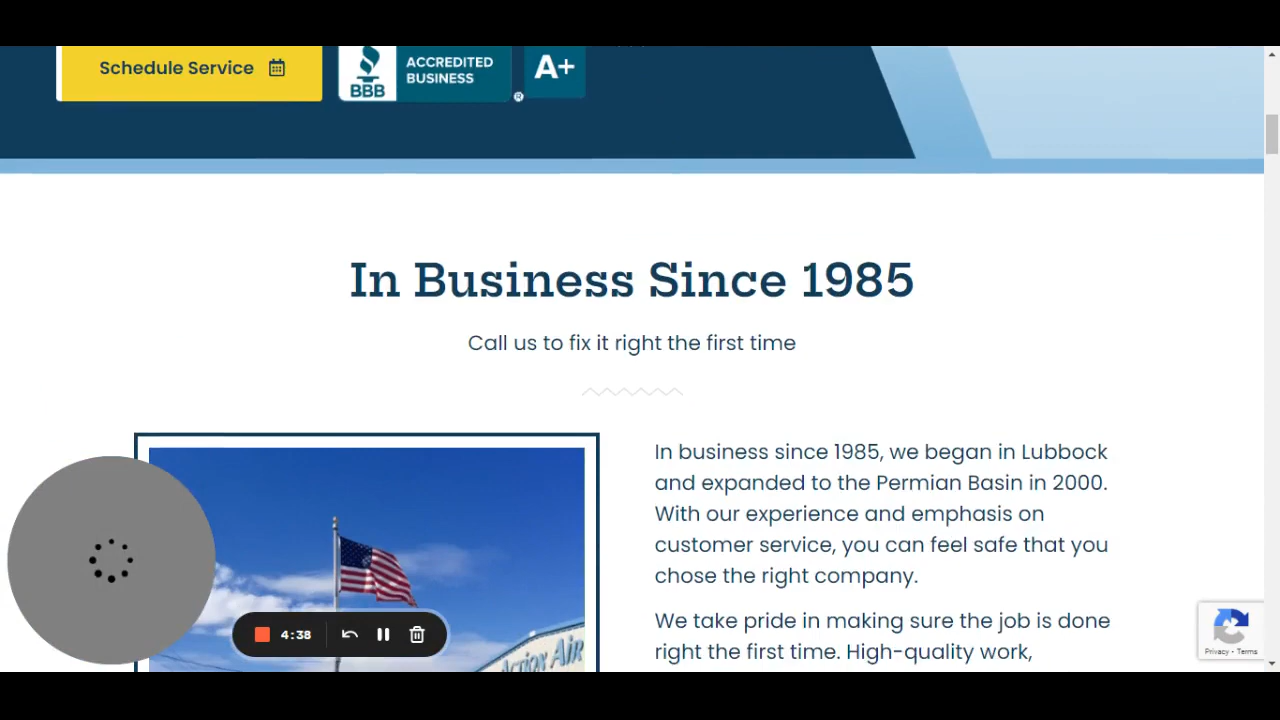 Schedule Service
BBB
ACCREDITED
BUSINESS
®
A+
In Business Since 1985
Call us to fix it right the first time
In business since 1985, we began in Lubbock
and expanded to the Permian Basin in 2000.
With our experience and emphasis on
customer service, you can feel safe that you
chose the right company.
We take pride in making sure the job is done
right the first time. High-quality work,
Action Air
4:38
Privacy - Terms